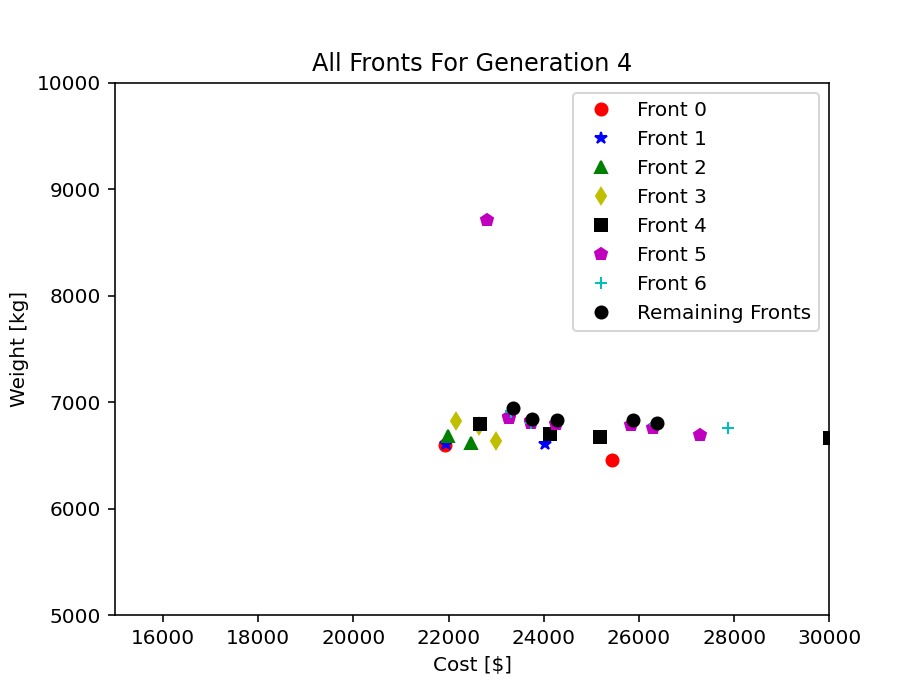 All Fronts For Generation 4
10000
9000
8000
7000
6000
5000
Weight [kg]
Front 0
Front 1
Front 2
Front 3
Front 4
Front 5
Front 6
Remaining Fronts
16000 18000 20000 22000 24000 26000 28000 30000
Cost [$]